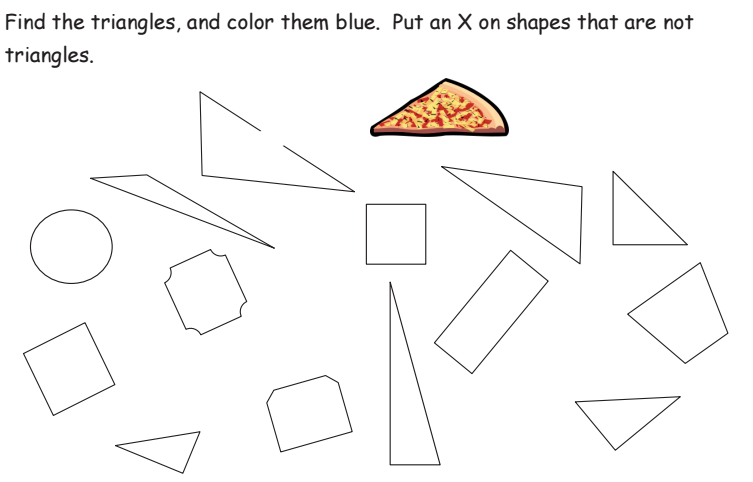 Find the triangles, and color them blue.  Put an X on shapes that are not
triangles.